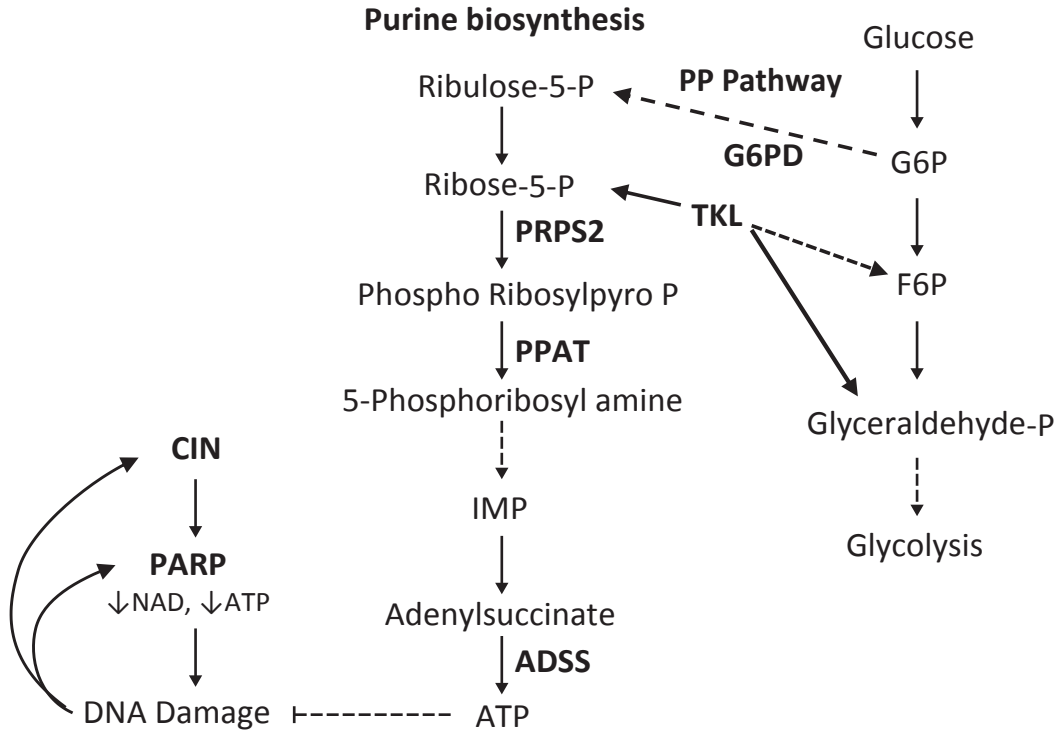 Purine biosynthesis
Glucose
Ribulose-5-P
PP Pathway
G6PD
G6P
Ribose-5-P
TKL
PRPS2
F6P
Phospho Ribosylpyro P
PPAT
5-Phosphoribosyl amine
Glyceraldehyde-P
CIN
IMP
Glycolysis
PARP
↓NAD, ↓ATP
Adenylsuccinate
ADSS
DNA Damage
ATP